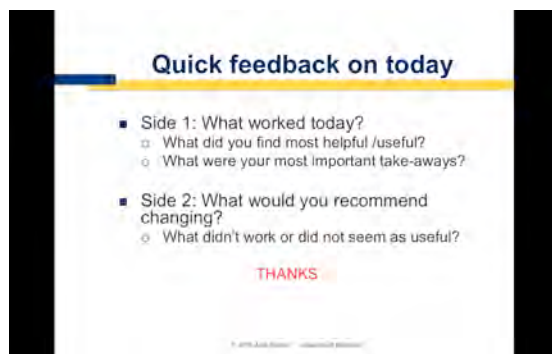 Quick feedback on today
Side 1: What worked today?
What did you find most helpful /useful?
What were your most important take-aways?
Side 2: What would you recommend
changing?
What didn't work or did not seem as useful?
THANKS